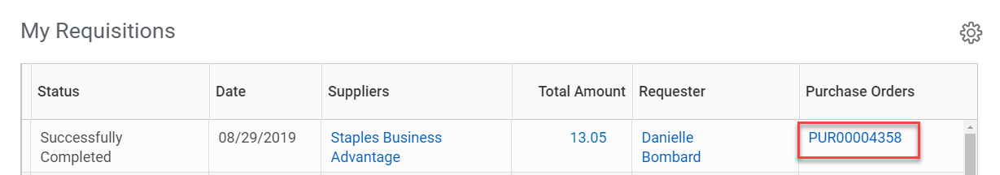 My Requisitions
Status Date Suppliers Total Amount Requester Purchase Orders
Successfully 08/29/2019 Staples Business 13.05 Danielle PUR00004358
Completed Advantage Bombard